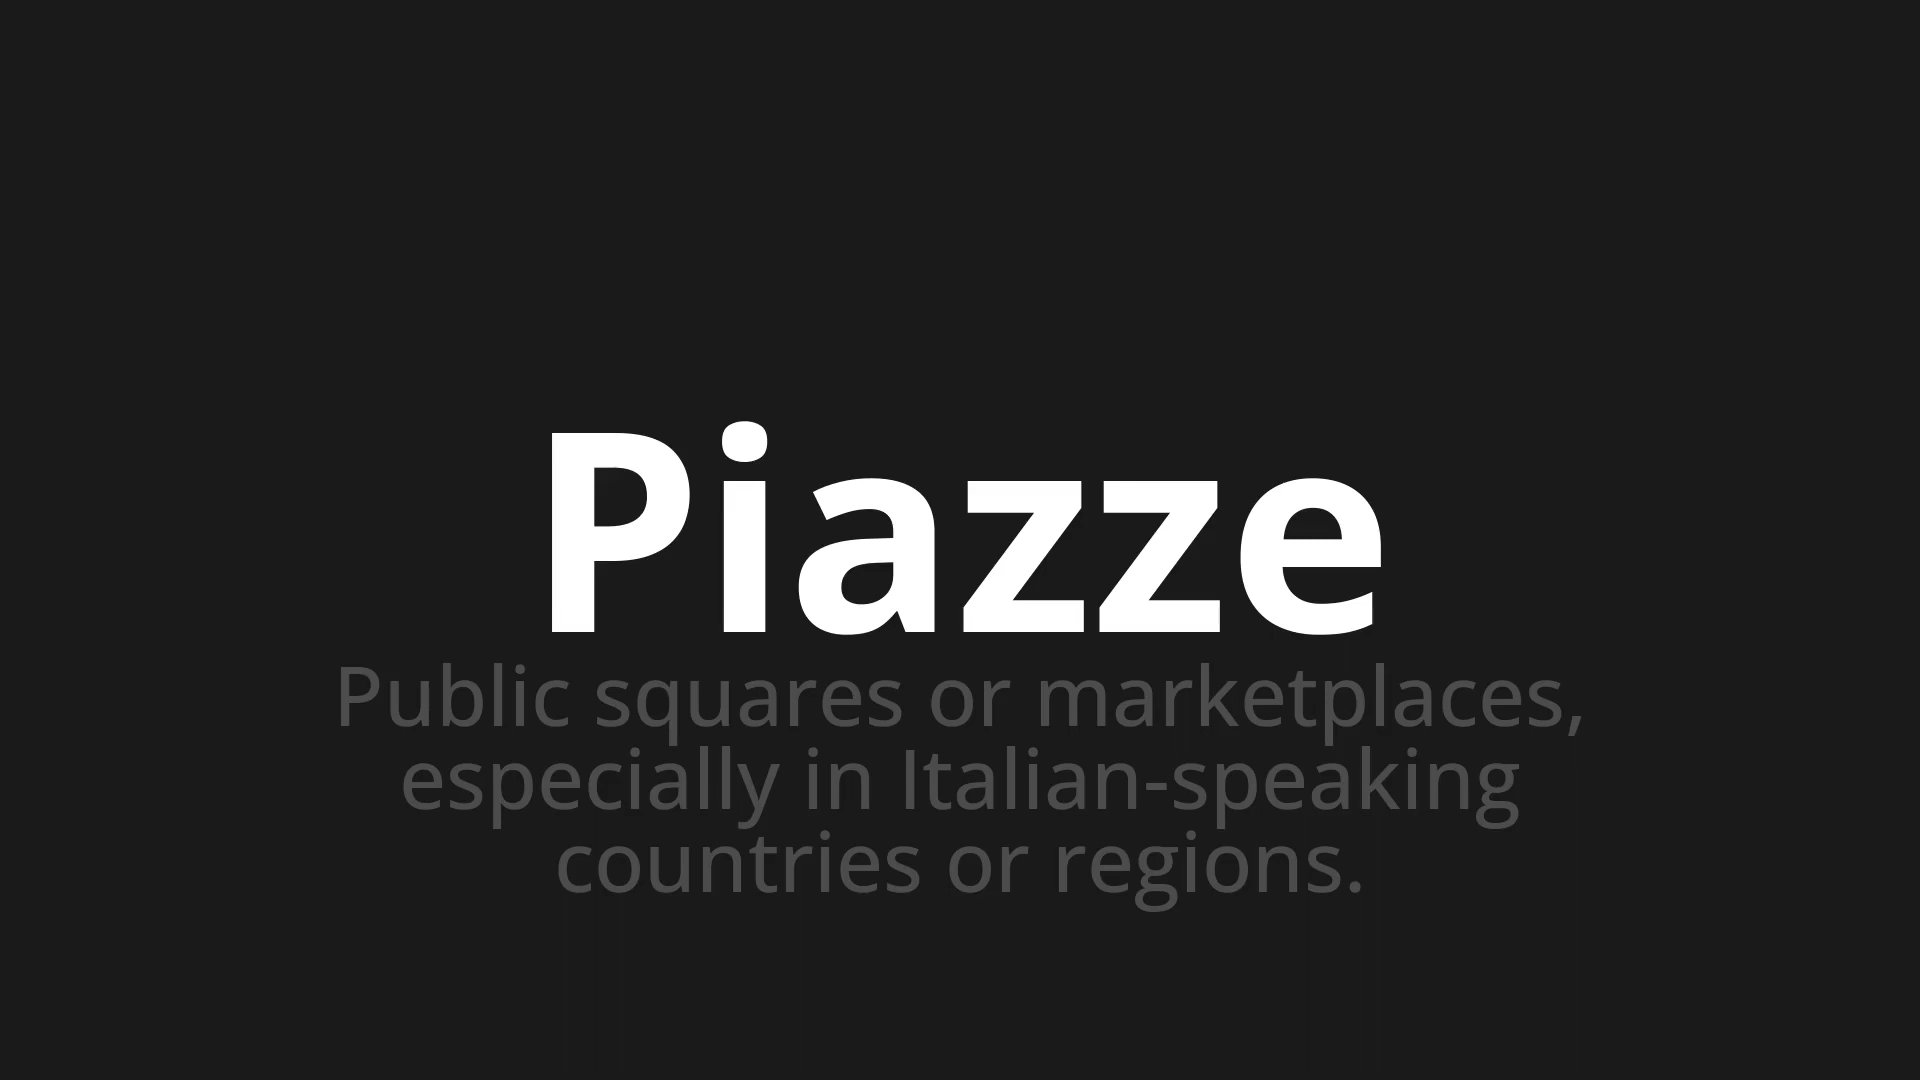 Piazze
Public squares or marketplaces,
especially in Italian-speaking
countries or regions.